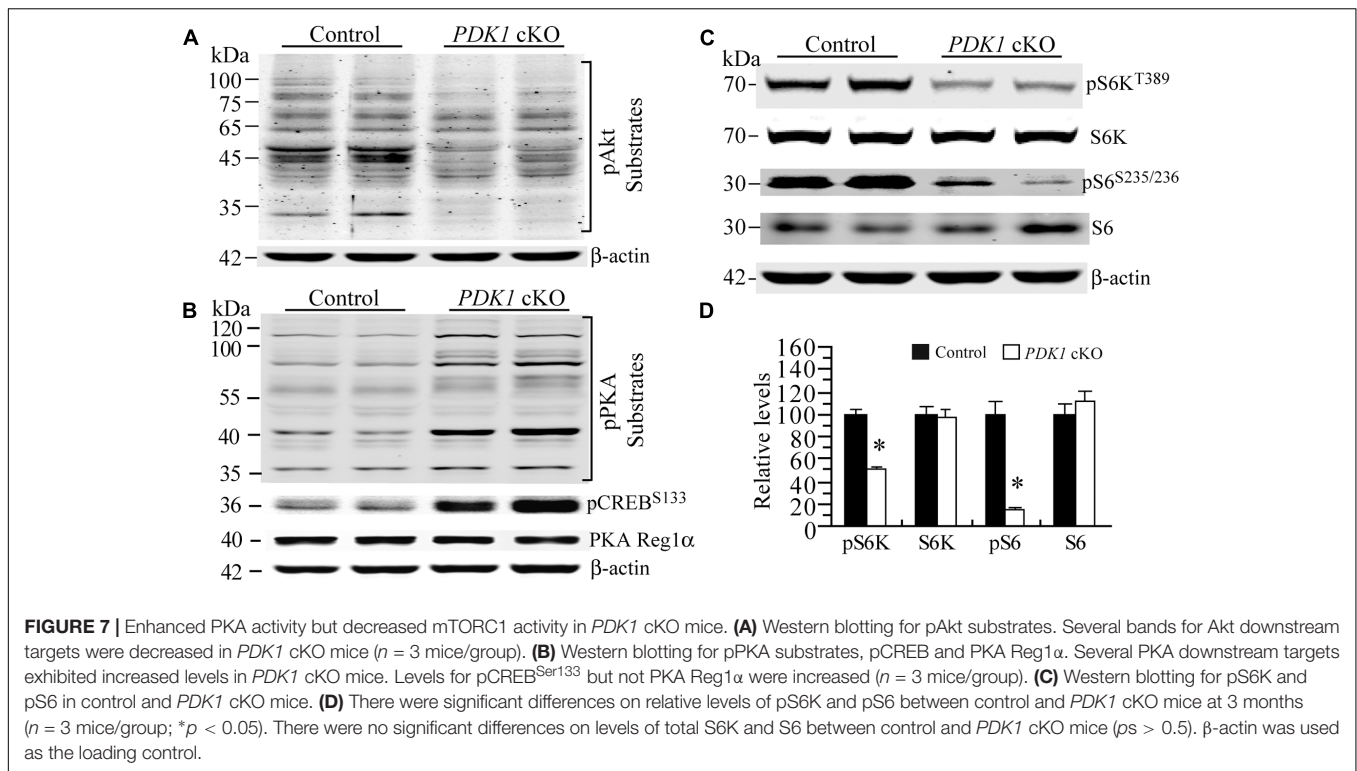 A
Control PDK1 cKO
kDa
100
75
65
45
35
pAkt
Substrates
42
β-actin
B
kDa
Control PDK1 cKO
120
100
55
40
35
pPKA
Substrates
36
pCREB^S133
40
PKA Reg1α
42
β-actin
C
Control PDK1 cKO
kDa
70
pS6K^T389
70
S6K
30
pS6^S235/236
30
S6
42
β-actin
D
Control PDK1 cKO
Relative levels
160
140
120
100
80
60
40
20
0
*
*
pS6K S6K pS6 S6
FIGURE 7 | Enhanced PKA activity but decreased mTORC1 activity in PDK1 cKO mice. (A) Western blotting for pAkt substrates. Several bands for Akt downstream
targets were decreased in PDK1 cKO mice (n = 3 mice/group). (B) Western blotting for pPKA substrates, pCREB and PKA Reg1α. Several PKA downstream targets
exhibited increased levels in PDK1 cKO mice. Levels for pCREB^Ser133 but not PKA Reg1α were increased (n = 3 mice/group). (C) Western blotting for pS6K and
pS6 in control and PDK1 cKO mice. (D) There were significant differences on relative levels of pS6K and pS6 between control and PDK1 cKO mice at 3 months
(n = 3 mice/group; *p < 0.05). There were no significant differences on levels of total S6K and S6 between control and PDK1 cKO mice (ps > 0.5). β-actin was used
as the loading control.